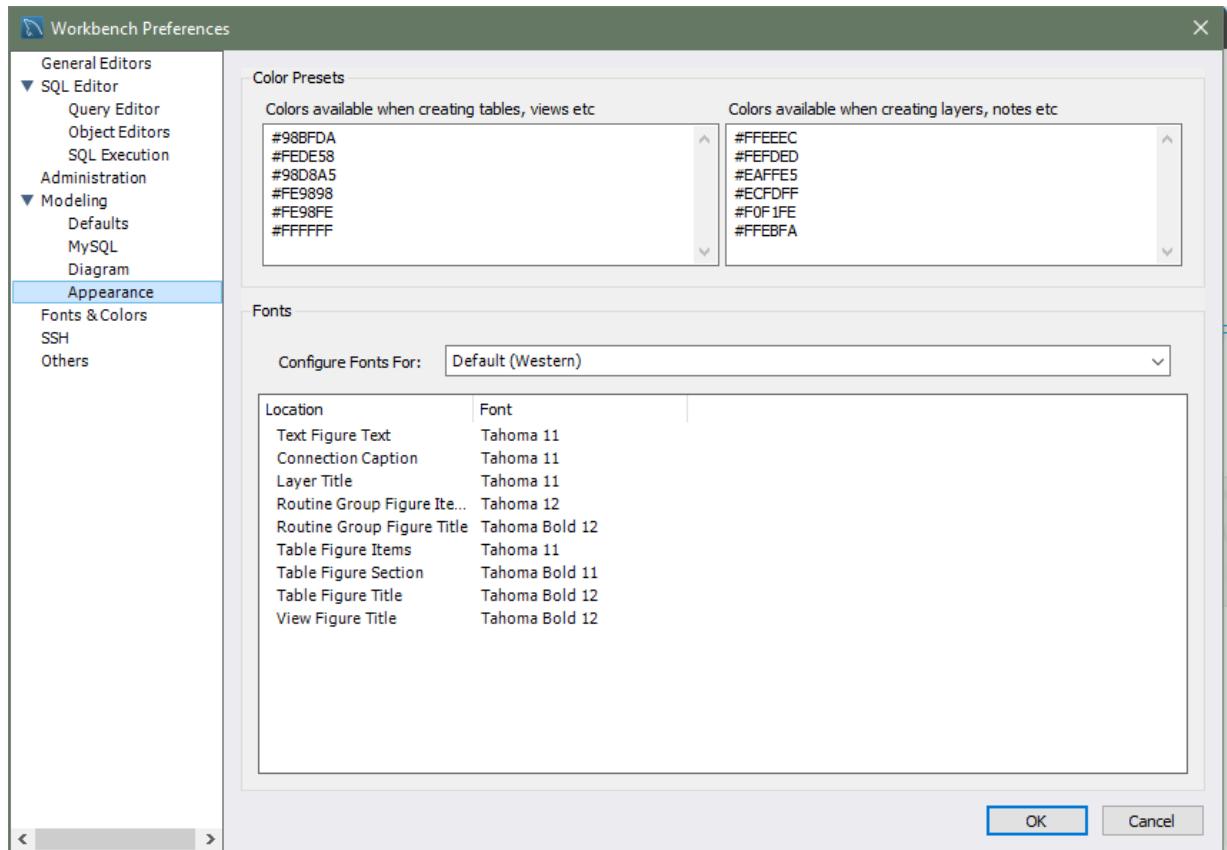 Workbench Preferences
General Editors
SQL Editor
Query Editor
Object Editors
SQL Execution
Administration
Modeling
Defaults
MySQL
Diagram
Appearance
Fonts & Colors
SSH
Others
Color Presets
Colors available when creating tables, views etc
#98BFDA
#FEDE58
#98D8A5
#FE9898
#FE98FE
#FFFFFF
Colors available when creating layers, notes etc
#FFEEEC
#FEFDED
#EAFFE5
#ECFDFF
#F0F1FE
#FFEBFA
Fonts
Configure Fonts For: Default (Western)
Location Font
Text Figure Text Tahoma 11
Connection Caption Tahoma 11
Layer Title Tahoma 11
Routine Group Figure Ite... Tahoma 12
Routine Group Figure Title Tahoma Bold 12
Table Figure Items Tahoma 11
Table Figure Section Tahoma Bold 11
Table Figure Title Tahoma Bold 12
View Figure Title Tahoma Bold 12
OK Cancel